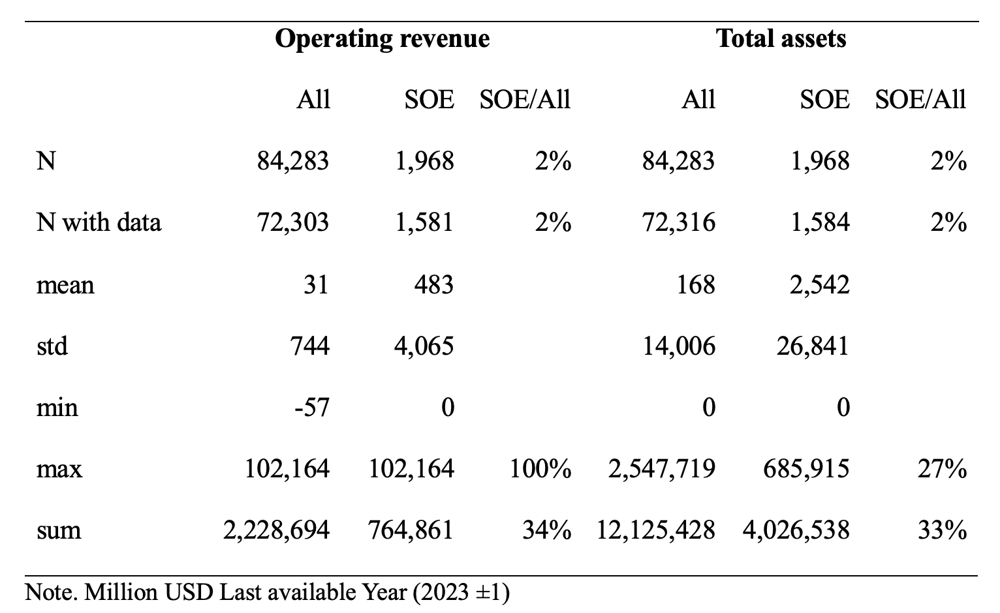 Operating revenue Total assets
All SOE SOE/All All SOE SOE/All
N 84,283 1,968 2% 84,283 1,968 2%
N with data 72,303 1,581 2% 72,316 1,584 2%
mean 31 483 168 2,542
std 744 4,065 14,006 26,841
min -57 0 0 0
max 102,164 102,164 100% 2,547,719 685,915 27%
sum 2,228,694 764,861 34% 12,125,428 4,026,538 33%
Note. Million USD Last available Year (2023 ±1)